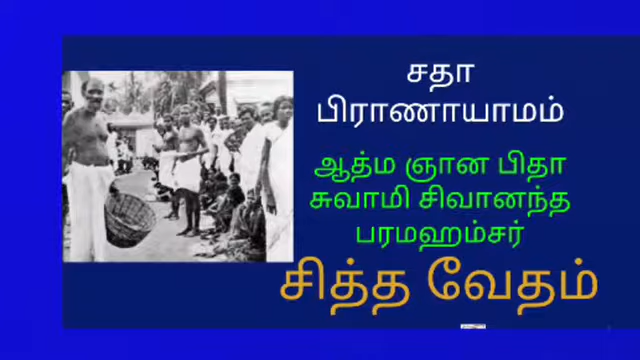 சதா
பிராணாயாமம்
ஆத்ம ஞான பிதா
சுவாமி சிவானந்த
பரமஹம்சர்
சித்த வேதம்